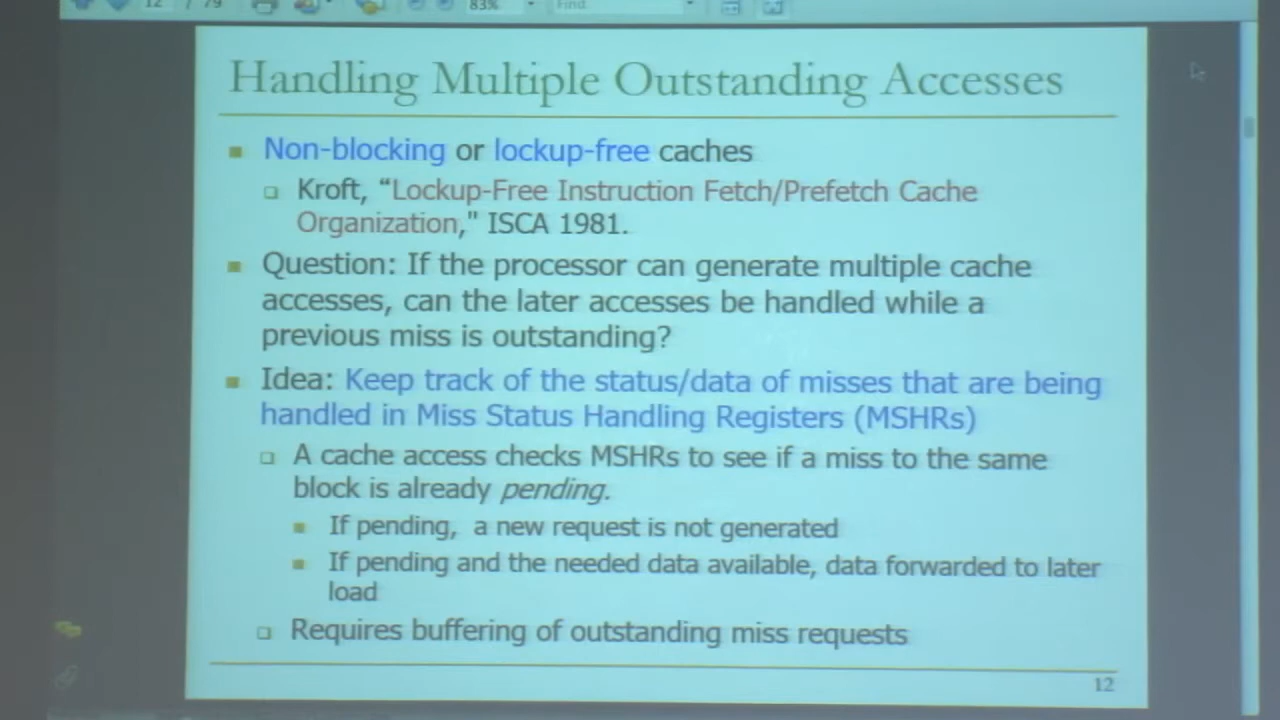 12 / 79
83%
Find
Handling Multiple Outstanding Accesses
Non-blocking or lockup-free caches
Kroft, “Lockup-Free Instruction Fetch/Prefetch Cache
Organization," ISCA 1981.
Question: If the processor can generate multiple cache
accesses, can the later accesses be handled while a
previous miss is outstanding?
Idea: Keep track of the status/data of misses that are being
handled in Miss Status Handling Registers (MSHRs)
A cache access checks MSHRs to see if a miss to the same
block is already pending.
If pending, a new request is not generated
If pending and the needed data available, data forwarded to later
load
Requires buffering of outstanding miss requests
12